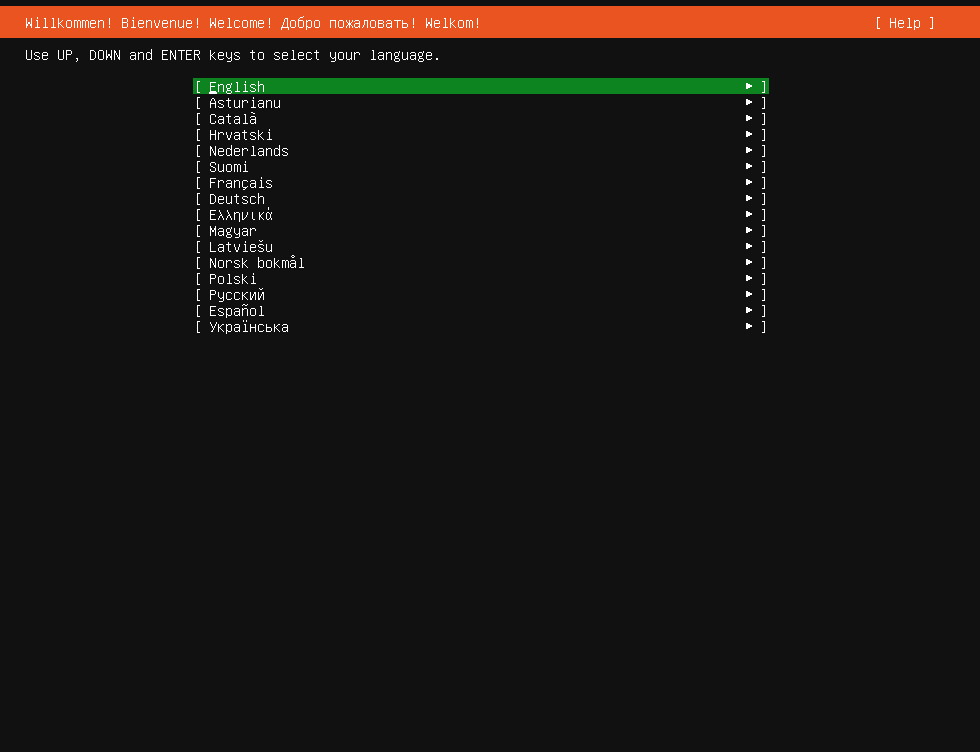 Willkommen! Bienvenue! Welcome! Добро пожаловать! Welkom! [ Help ]
Use UP, DOWN and ENTER keys to select your language.
[ English ► ]
[ Asturianu ► ]
[ Català ► ]
[ Hrvatski ► ]
[ Nederlands ► ]
[ Suomi ► ]
[ Français ► ]
[ Deutsch ► ]
[ Ελληνικά ► ]
[ Magyar ► ]
[ Latviešu ► ]
[ Norsk bokmål ► ]
[ Polski ► ]
[ Русский ► ]
[ Español ► ]
[ Українська ► ]